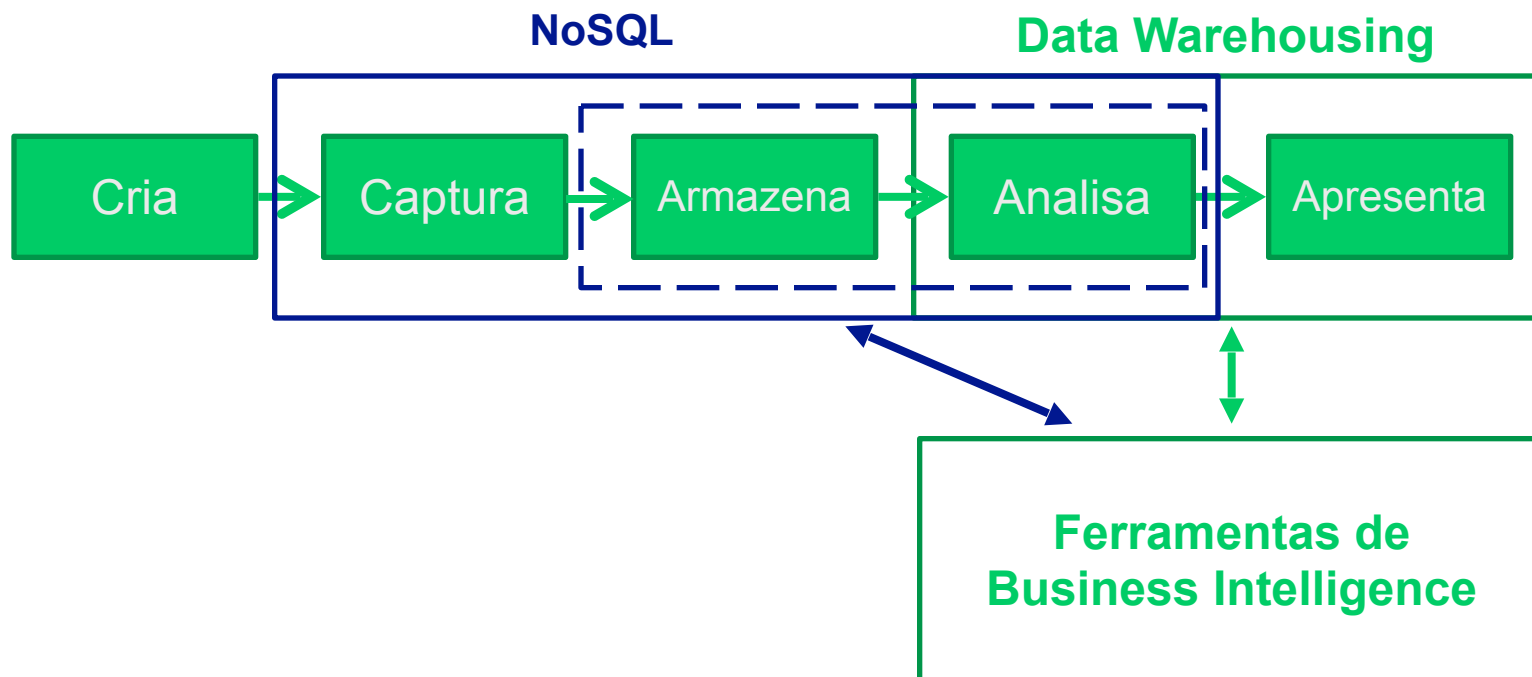 NoSQL
Data Warehousing
Cria
Captura
Armazena
Analisa
Apresenta
Ferramentas de
Business Intelligence